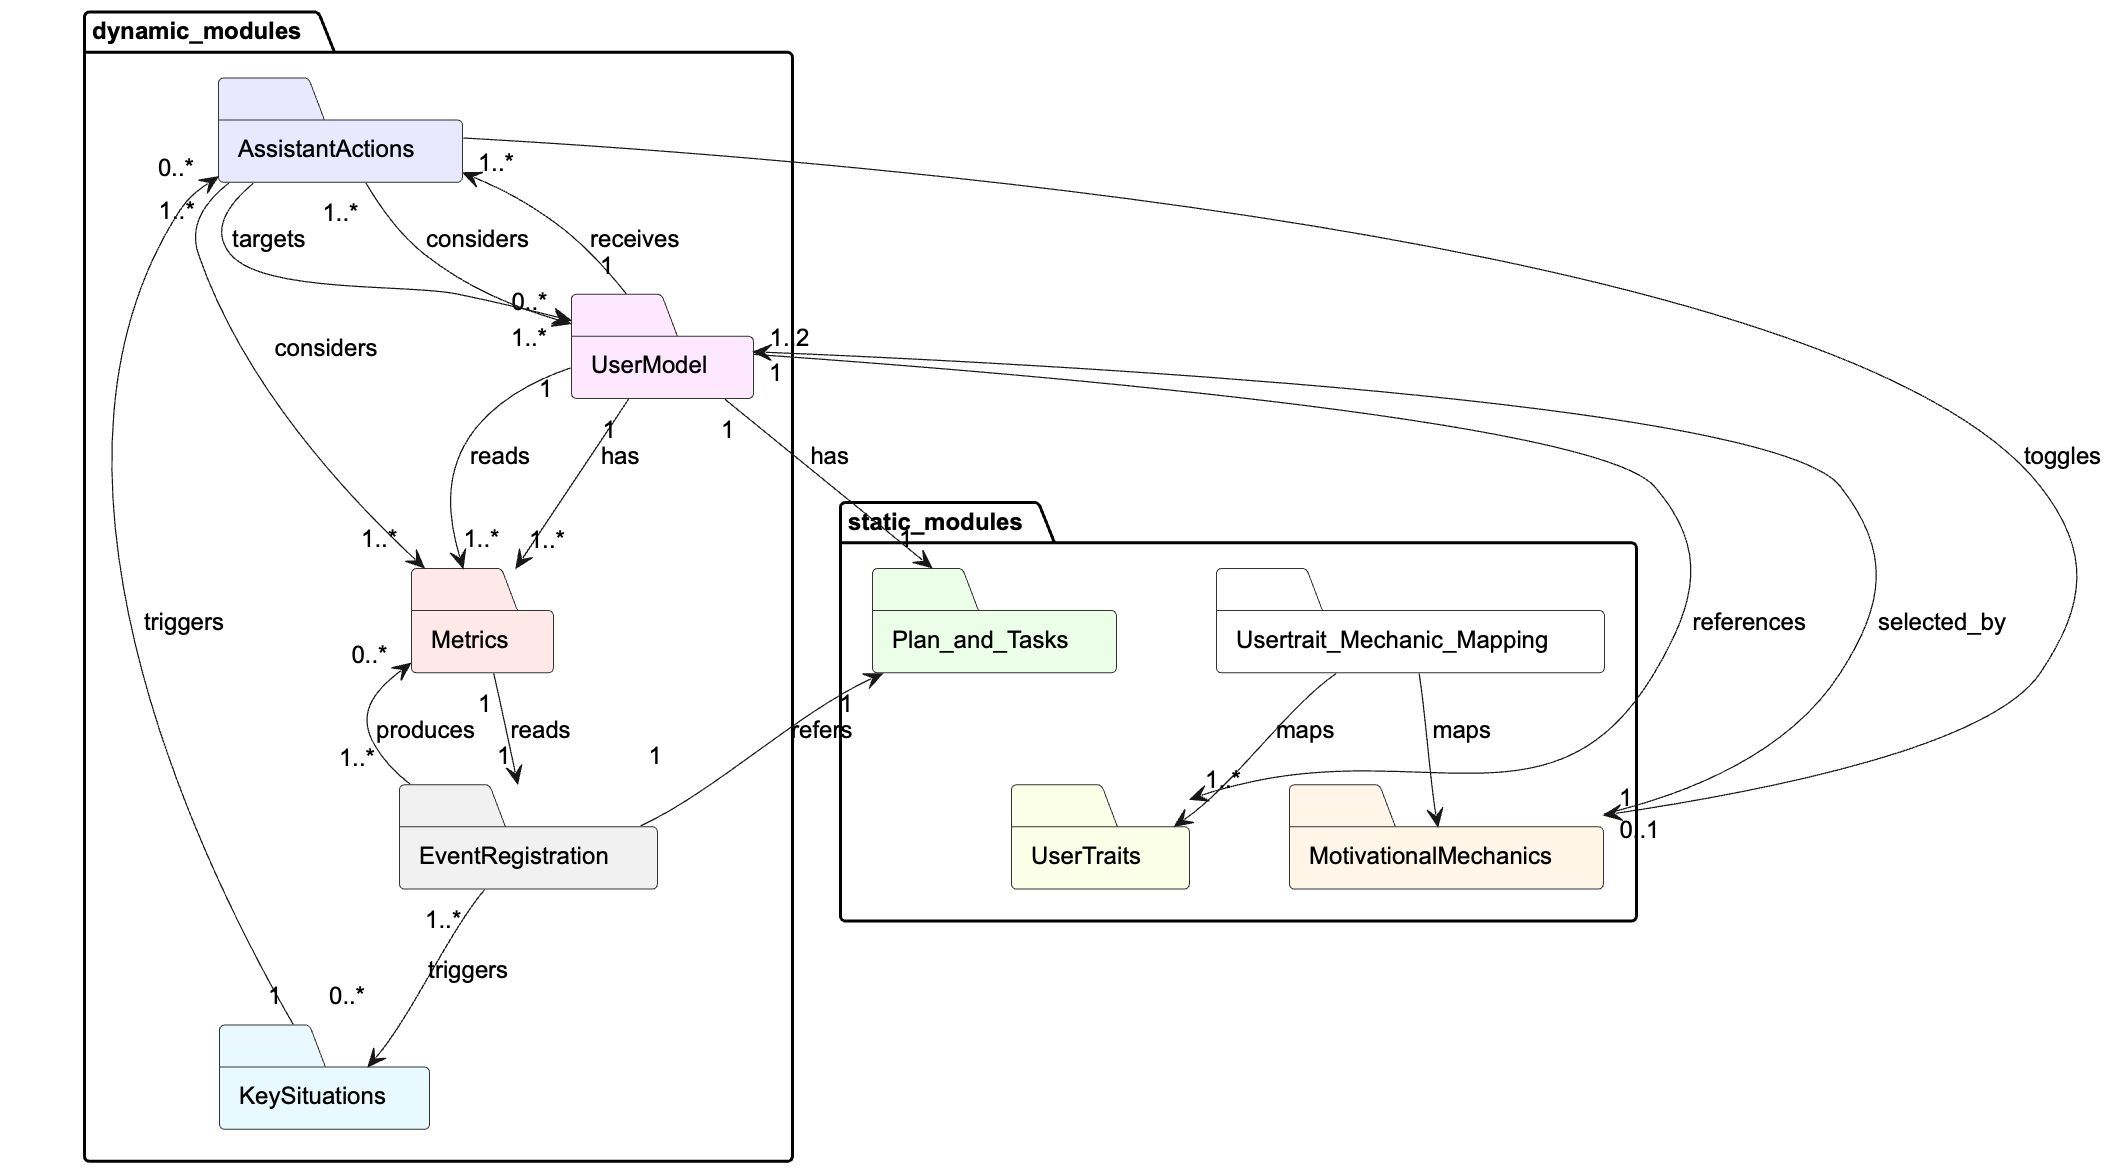 dynamic_modules
AssistantActions
0..*
1..*
1..*
1..*
targets
considers
receives
1
0..*
1..*
1..2
UserModel
1
1
considers
1
1
reads
has
has
toggles
static_modules
1..*
1..*
1..*
1
triggers
Metrics
Plan_and_Tasks
Usertrait_Mechanic_Mapping
references
selected_by
0..*
1
1
produces
reads
refers
maps
maps
1..*
1
1
1..*
1
0..1
EventRegistration
UserTraits
MotivationalMechanics
1..*
triggers
1
0..*
KeySituations